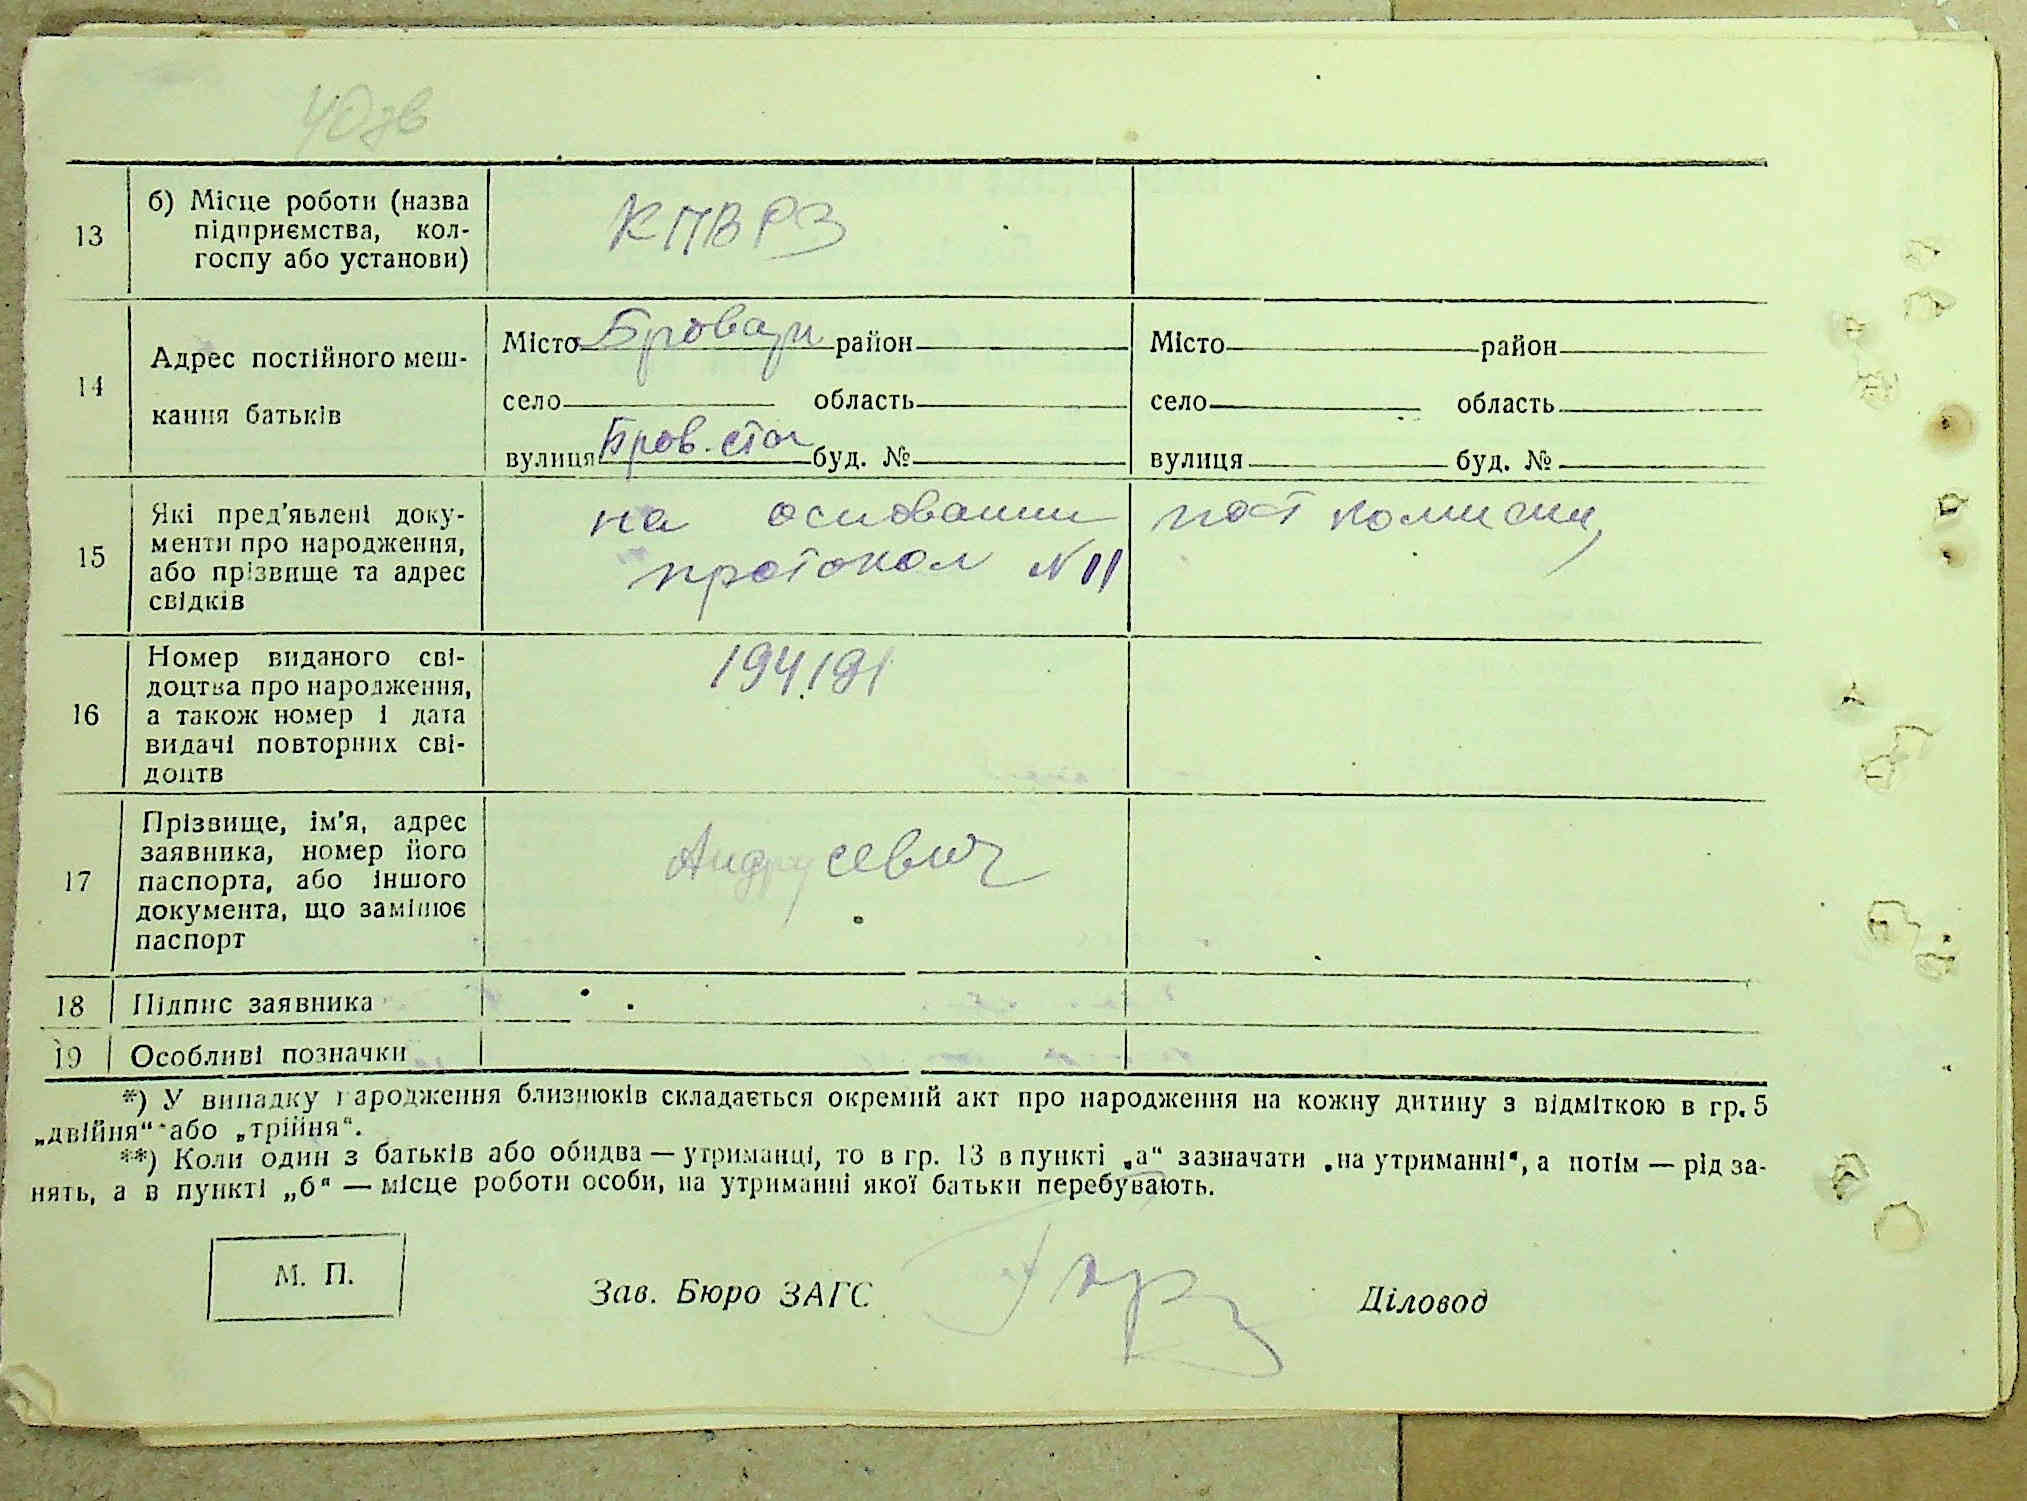 40зв
13
б) Місце роботи (назва
підприємства, кол-
госпу або установи)
КПВРЗ
14
Адрес постійного меш-
кання батьків
Місто Бровари район
село область
вулиця Бров. стан буд. №
Місто район
село область
вулиця буд. №
15
Які пред'явлені доку-
менти про народження,
або прізвище та адрес
свідків
на основании пост комисии,
протокол N 11
16
Номер виданого сві-
доцтва про народження,
а також номер і дата
видачі повторних сві-
доцтв
194191
17
Прізвище, ім'я, адрес
заявника, номер його
паспорта, або іншого
документа, що замінює
паспорт
Андрусевич
18 Підпис заявника
19 Особливі позначки
*) У випадку народження близнюків складається окремий акт про народження на кожну дитину з відміткою в гр. 5
„двійня“ або „трійня“.
**) Коли один з батьків або обидва — утриманці, то в гр. 13 в пункті „а“ зазначати „на утриманні“, а потім — рід за-
нять, а в пункті „б“ — місце роботи особи, на утриманні якої батьки перебувають.
М. П.
Зав. Бюро ЗАГС
Діловод